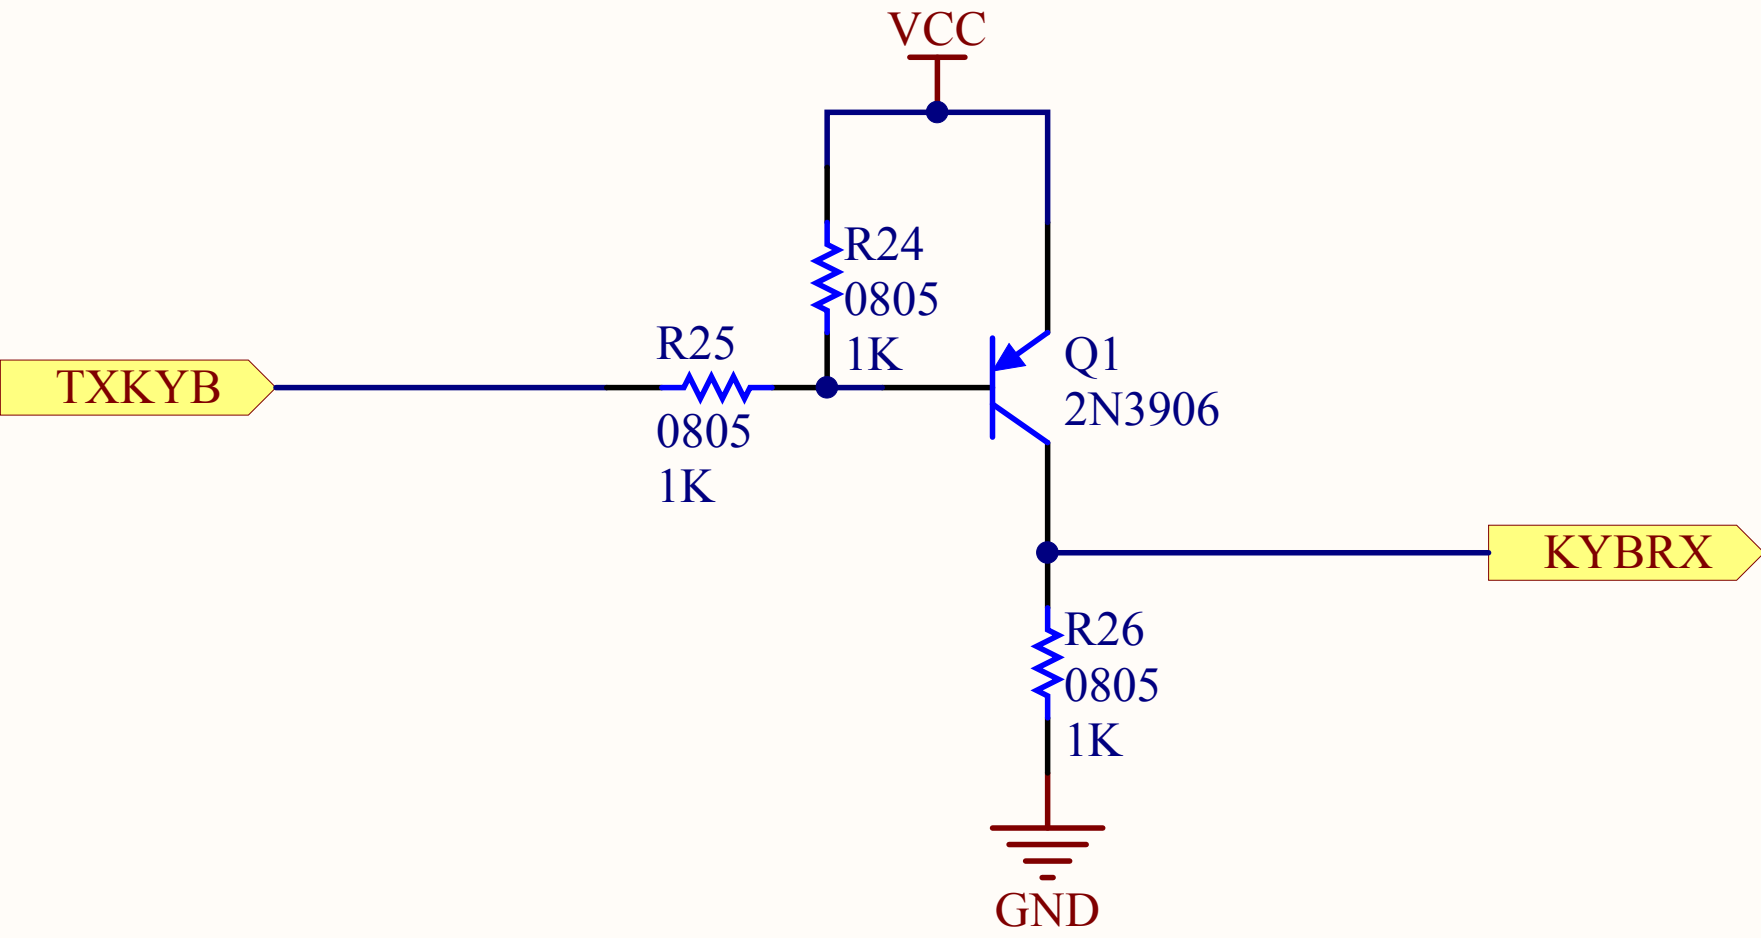 VCC
R24
0805
1K
R25
0805
1K
TXKYB
Q1
2N3906
KYBRX
R26
0805
1K
GND